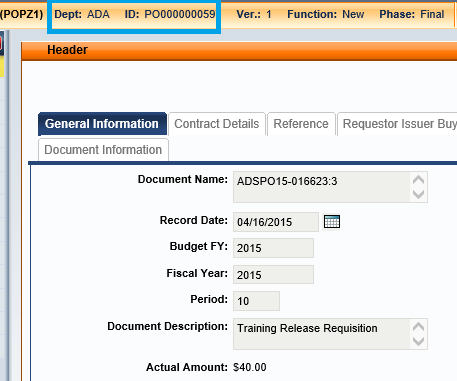 (POPZ1) Dept: ADA ID: PO000000059 Ver.: 1 Function: New Phase: Final
Header
General Information Contract Details Reference Requestor Issuer Buy
Document Information
Document Name: ADSPO15-016623:3
Record Date: 04/16/2015
Budget FY: 2015
Fiscal Year: 2015
Period: 10
Document Description: Training Release Requisition
Actual Amount: $40.00